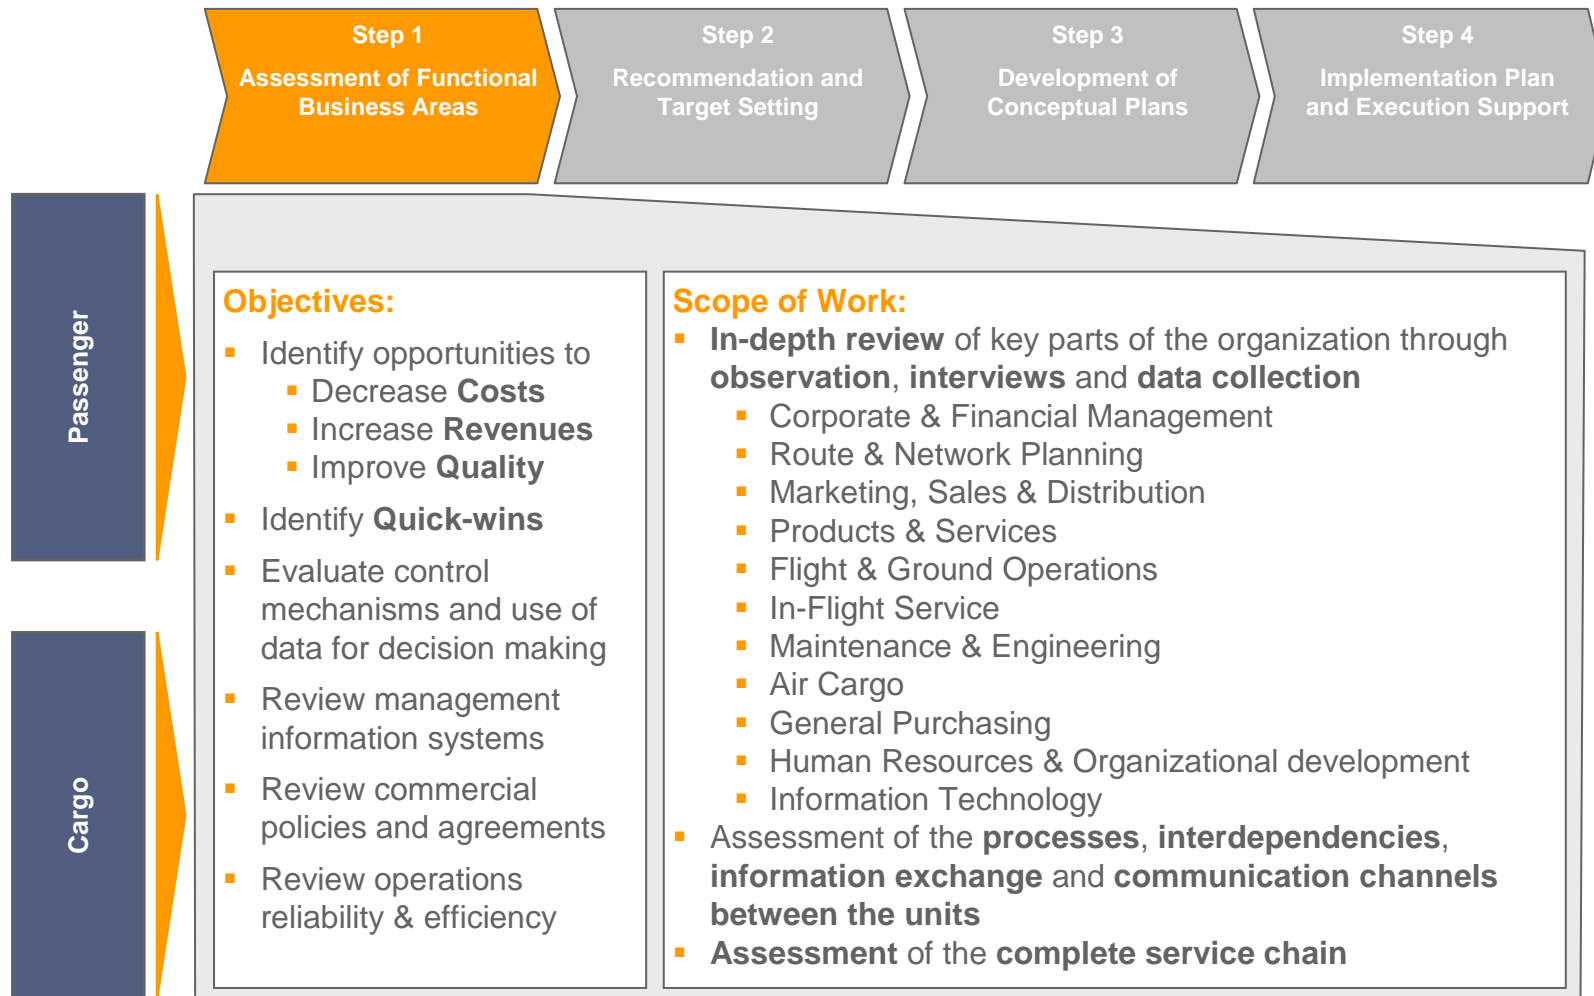 Step 1
Assessment of Functional
Business Areas
Step 2
Recommendation and
Target Setting
Step 3
Development of
Conceptual Plans
Step 4
Implementation Plan
and Execution Support
Passenger
Cargo
Objectives:
▪ Identify opportunities to
▪ Decrease Costs
▪ Increase Revenues
▪ Improve Quality
▪ Identify Quick-wins
▪ Evaluate control
mechanisms and use of
data for decision making
▪ Review management
information systems
▪ Review commercial
policies and agreements
▪ Review operations
reliability & efficiency
Scope of Work:
▪ In-depth review of key parts of the organization through
observation, interviews and data collection
▪ Corporate & Financial Management
▪ Route & Network Planning
▪ Marketing, Sales & Distribution
▪ Products & Services
▪ Flight & Ground Operations
▪ In-Flight Service
▪ Maintenance & Engineering
▪ Air Cargo
▪ General Purchasing
▪ Human Resources & Organizational development
▪ Information Technology
▪ Assessment of the processes, interdependencies,
information exchange and communication channels
between the units
▪ Assessment of the complete service chain